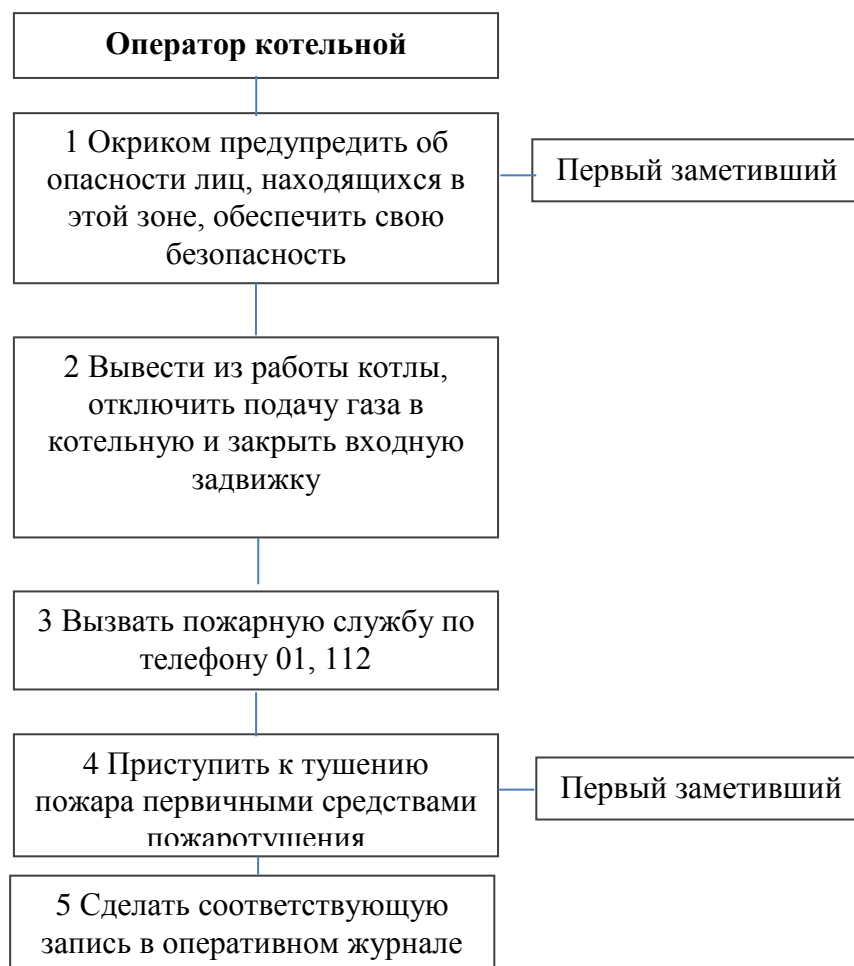 Оператор котельной
1 Окриком предупредить об
опасности лиц, находящихся в
этой зоне, обеспечить свою
безопасность
Первый заметивший
2 Вывести из работы котлы,
отключить подачу газа в
котельную и закрыть входную
задвижку
3 Вызвать пожарную службу по
телефону 01, 112
4 Приступить к тушению
пожара первичными средствами
пожаротушения
Первый заметивший
5 Сделать соответствующую
запись в оперативном журнале